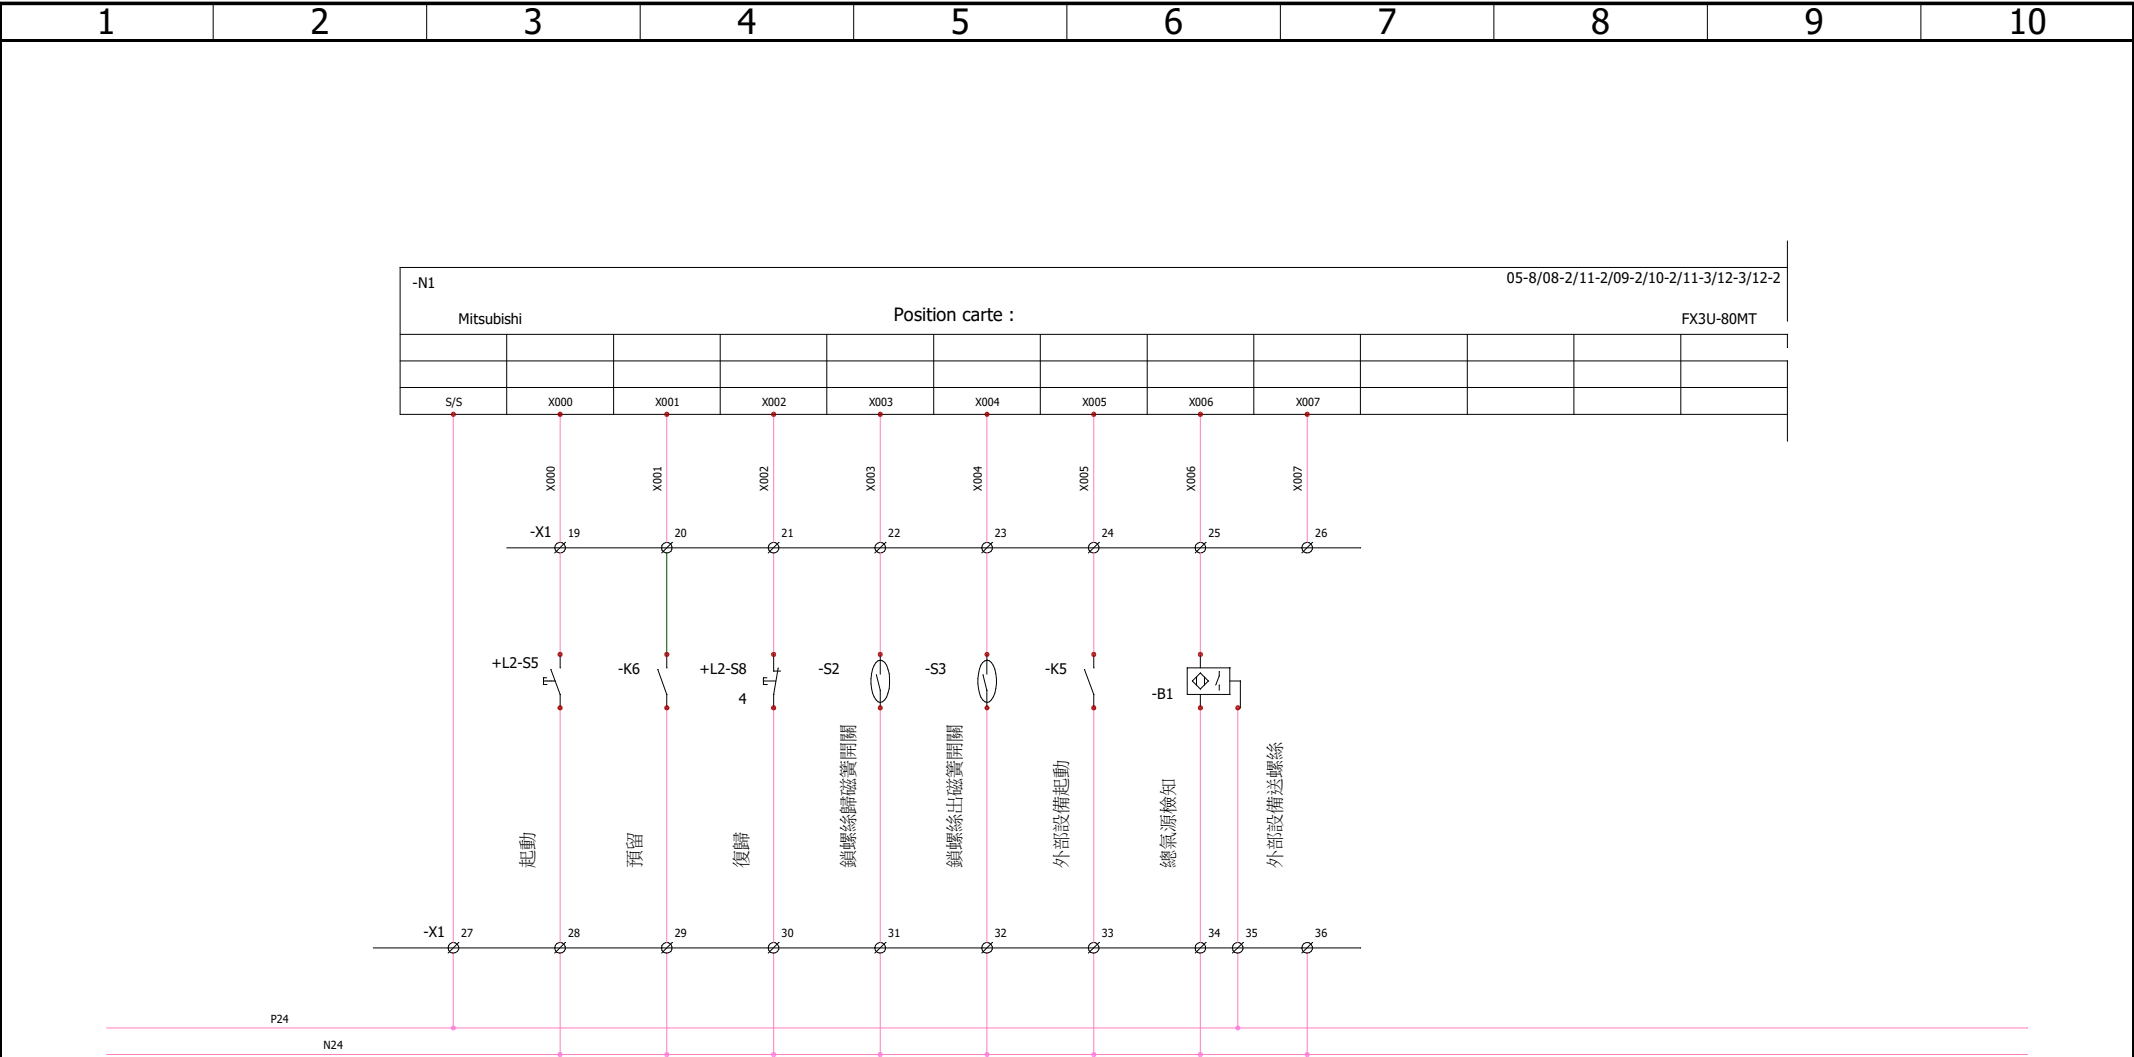 1 2 3 4 5 6 7 8 9 10
-N1 05-8/08-2/11-2/09-2/10-2/11-3/12-3/12-2
Mitsubishi Position carte : FX3U-80MT
S/S X000 X001 X002 X003 X004 X005 X006 X007
X000 X001 X002 X003 X004 X005 X006 X007
-X1 19 20 21 22 23 24 25 26
+L2-S5 -K6 +L2-S8 -S2 -S3 -K5 -B1
4
起動
預留
復歸
鎖螺絲歸磁簧開關
鎖螺絲出磁簧開關
外部設備起動
總氣源檢知
外部設備送螺絲
-X1 27 28 29 30 31 32 33 34 35 36
P24
N24